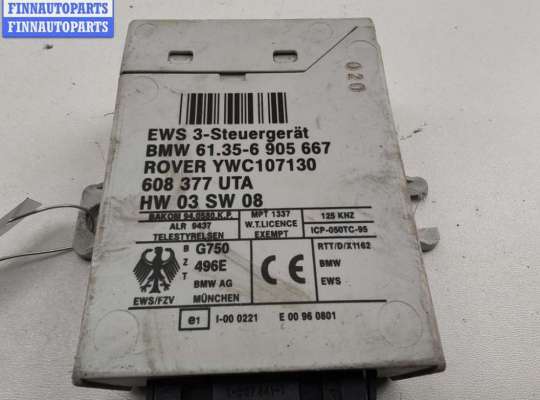 FINNAUTOPARTS
FINNAUTOPARTS
020
EWS 3-Steuergerät
BMW 61.35-6 905 667
ROVER YWC107130
608 377 UTA
HW 03 SW 08
BAKOM 94.0550.K.P.
ALR 9437
TELESTYRELSEN
MPT 1337
W.T.LICENCE
EXEMPT
125 KHZ
ICP-050TC-95
B
Z
T
G750
496E
BMW AG
MÜNCHEN
EWS/FZV
CE
RTT/D/X1162
BMW
EWS
e1 I-00 0221 E 00 96 0801